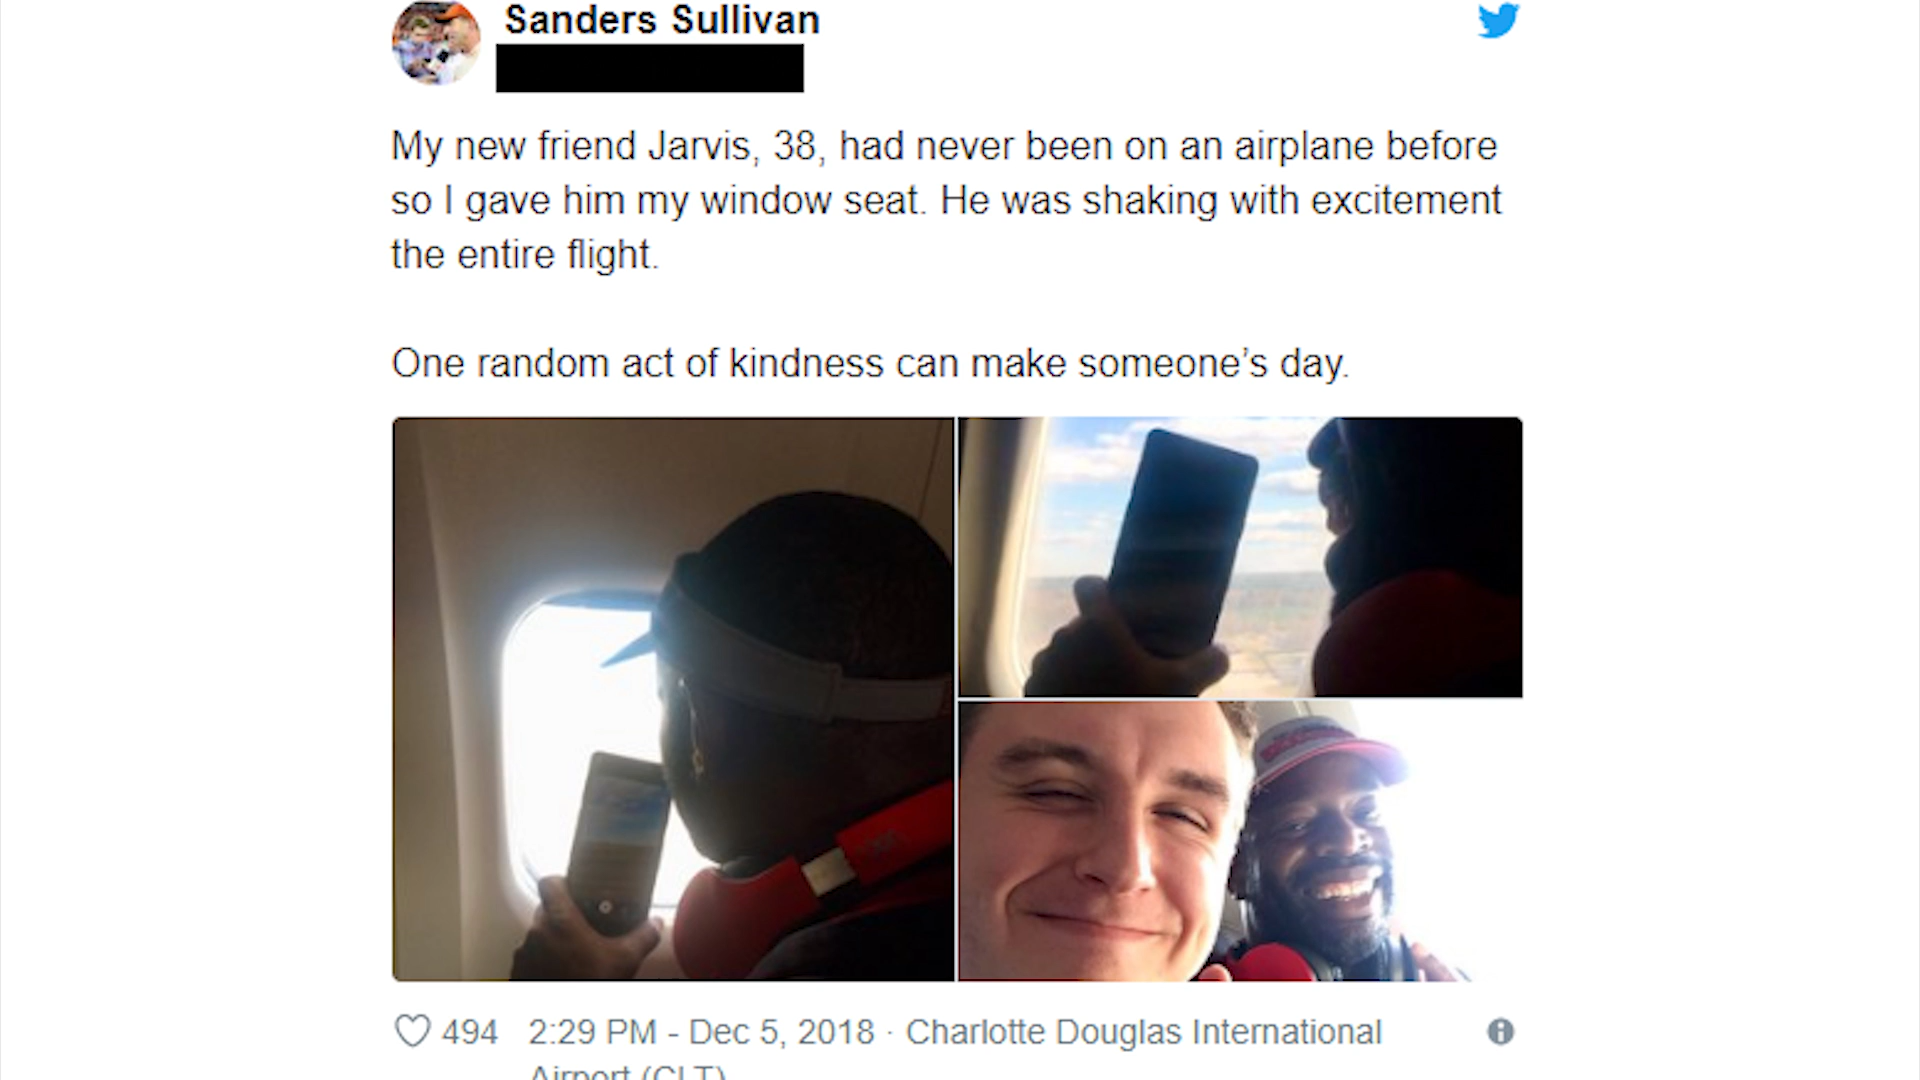 Sanders Sullivan
My new friend Jarvis, 38, had never been on an airplane before
so I gave him my window seat. He was shaking with excitement
the entire flight.
One random act of kindness can make someone’s day.
494 2:29 PM - Dec 5, 2018 · Charlotte Douglas International
Airport (CLT)